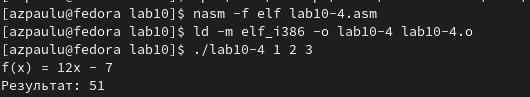 [azpaulu@fedora lab10]$ nasm -f elf lab10-4.asm
[azpaulu@fedora lab10]$ ld -m elf_i386 -o lab10-4 lab10-4.o
[azpaulu@fedora lab10]$ ./lab10-4 1 2 3
f(x) = 12x - 7
Результат: 51